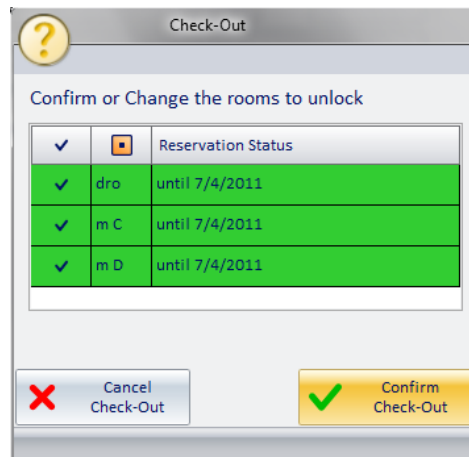 Check-Out
Confirm or Change the rooms to unlock
Reservation Status
dro until 7/4/2011
m C until 7/4/2011
m D until 7/4/2011
Cancel Confirm
Check-Out Check-Out